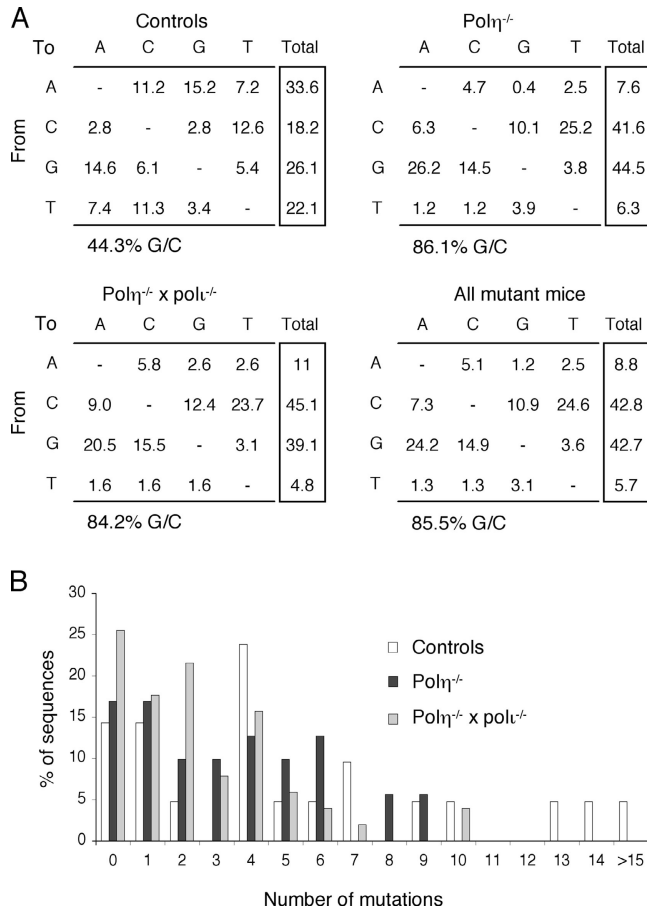 A
Controls
To A C G T Total
From
A - 11.2 15.2 7.2 33.6
C 2.8 - 2.8 12.6 18.2
G 14.6 6.1 - 5.4 26.1
T 7.4 11.3 3.4 - 22.1
44.3% G/C
Polη-/-
A C G T Total
A - 4.7 0.4 2.5 7.6
C 6.3 - 10.1 25.2 41.6
G 26.2 14.5 - 3.8 44.5
T 1.2 1.2 3.9 - 6.3
86.1% G/C
Polη-/- x polι-/-
To A C G T Total
From
A - 5.8 2.6 2.6 11
C 9.0 - 12.4 23.7 45.1
G 20.5 15.5 - 3.1 39.1
T 1.6 1.6 1.6 - 4.8
84.2% G/C
All mutant mice
A C G T Total
A - 5.1 1.2 2.5 8.8
C 7.3 - 10.9 24.6 42.8
G 24.2 14.9 - 3.6 42.7
T 1.3 1.3 3.1 - 5.7
85.5% G/C
B
% of sequences
30
25
20
15
10
5
0
Controls
Polη-/-
Polη-/- x polι-/-
0 1 2 3 4 5 6 7 8 9 10 11 12 13 14 >15
Number of mutations